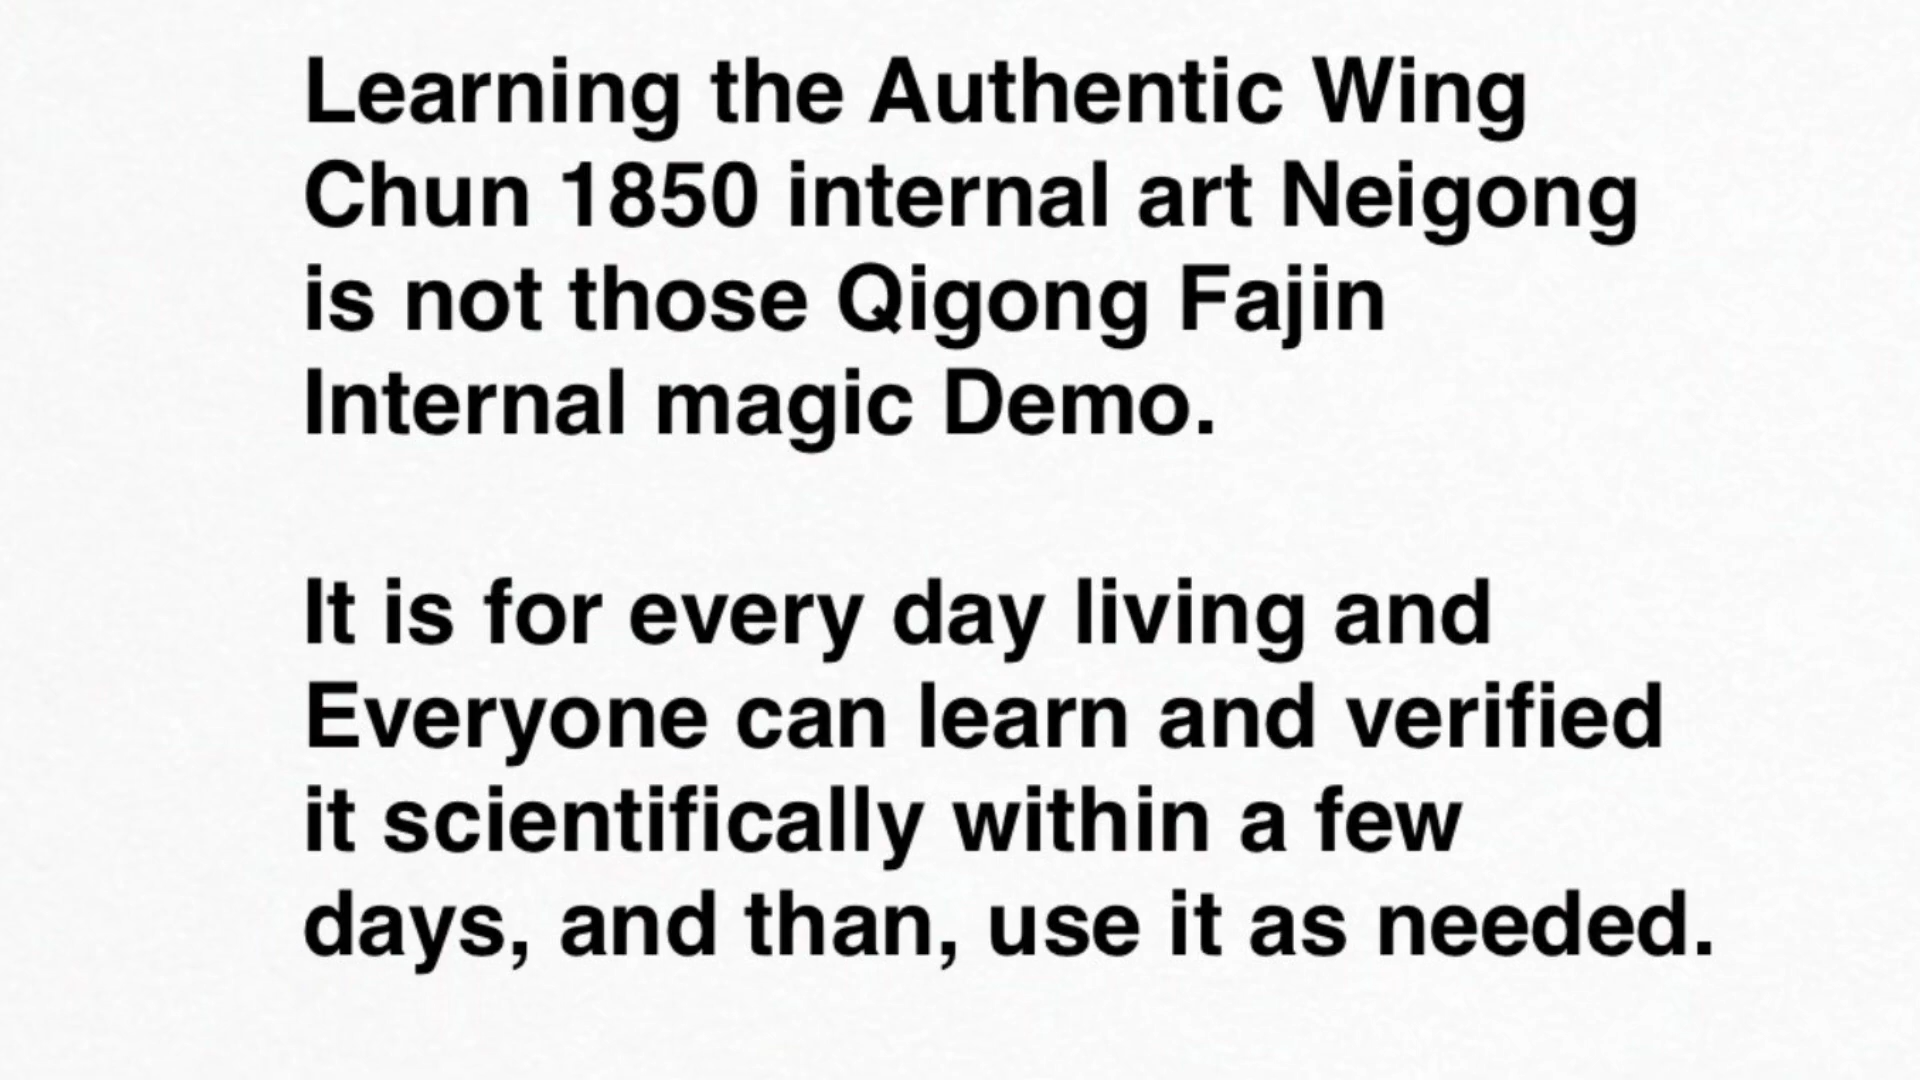 Learning the Authentic Wing
Chun 1850 internal art Neigong
is not those Qigong Fajin
Internal magic Demo.
It is for every day living and
Everyone can learn and verified
it scientifically within a few
days, and than, use it as needed.